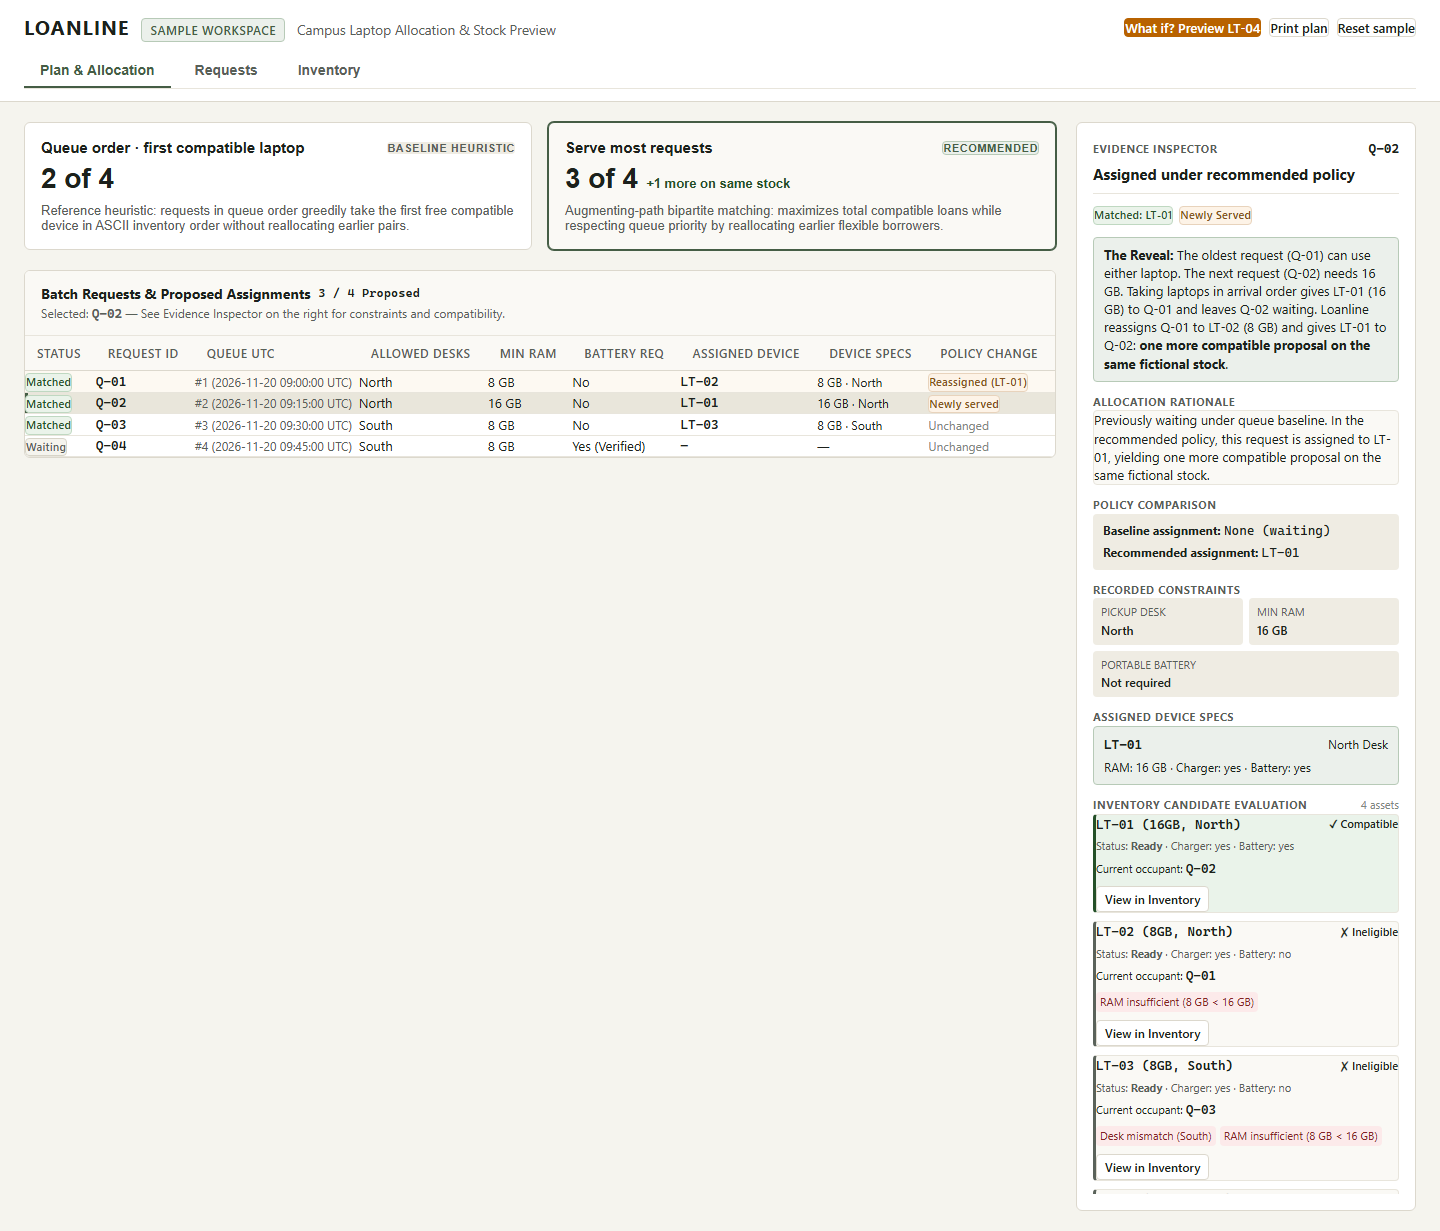 LOANLINE SAMPLE WORKSPACE Campus Laptop Allocation & Stock Preview
What if? Preview LT-04 Print plan Reset sample
Plan & Allocation Requests Inventory
Queue order · first compatible laptop BASELINE HEURISTIC
2 of 4
Reference heuristic: requests in queue order greedily take the first free compatible
device in ASCII inventory order without reallocating earlier pairs.
Serve most requests RECOMMENDED
3 of 4 +1 more on same stock
Augmenting-path bipartite matching: maximizes total compatible loans while
respecting queue priority by reallocating earlier flexible borrowers.
Batch Requests & Proposed Assignments 3 / 4 Proposed
Selected: Q-02 — See Evidence Inspector on the right for constraints and compatibility.
STATUS REQUEST ID QUEUE UTC ALLOWED DESKS MIN RAM BATTERY REQ ASSIGNED DEVICE DEVICE SPECS POLICY CHANGE
Matched Q-01 #1 (2026-11-20 09:00:00 UTC) North 8 GB No LT-02 8 GB · North Reassigned (LT-01)
Matched Q-02 #2 (2026-11-20 09:15:00 UTC) North 16 GB No LT-01 16 GB · North Newly served
Matched Q-03 #3 (2026-11-20 09:30:00 UTC) South 8 GB No LT-03 8 GB · South Unchanged
Waiting Q-04 #4 (2026-11-20 09:45:00 UTC) South 8 GB Yes (Verified) — — Unchanged
EVIDENCE INSPECTOR Q-02
Assigned under recommended policy
Matched: LT-01 Newly Served
The Reveal: The oldest request (Q-01) can use
either laptop. The next request (Q-02) needs 16
GB. Taking laptops in arrival order gives LT-01 (16
GB) to Q-01 and leaves Q-02 waiting. Loanline
reassigns Q-01 to LT-02 (8 GB) and gives LT-01 to
Q-02: one more compatible proposal on the
same fictional stock.
ALLOCATION RATIONALE
Previously waiting under queue baseline. In the
recommended policy, this request is assigned to LT-
01, yielding one more compatible proposal on the
same fictional stock.
POLICY COMPARISON
Baseline assignment: None (waiting)
Recommended assignment: LT-01
RECORDED CONSTRAINTS
PICKUP DESK MIN RAM
North 16 GB
PORTABLE BATTERY
Not required
ASSIGNED DEVICE SPECS
LT-01 North Desk
RAM: 16 GB · Charger: yes · Battery: yes
INVENTORY CANDIDATE EVALUATION 4 assets
LT-01 (16GB, North) ✓ Compatible
Status: Ready · Charger: yes · Battery: yes
Current occupant: Q-02
View in Inventory
LT-02 (8GB, North) ✗ Ineligible
Status: Ready · Charger: yes · Battery: no
Current occupant: Q-01
RAM insufficient (8 GB < 16 GB)
View in Inventory
LT-03 (8GB, South) ✗ Ineligible
Status: Ready · Charger: yes · Battery: no
Current occupant: Q-03
Desk mismatch (South) RAM insufficient (8 GB < 16 GB)
View in Inventory